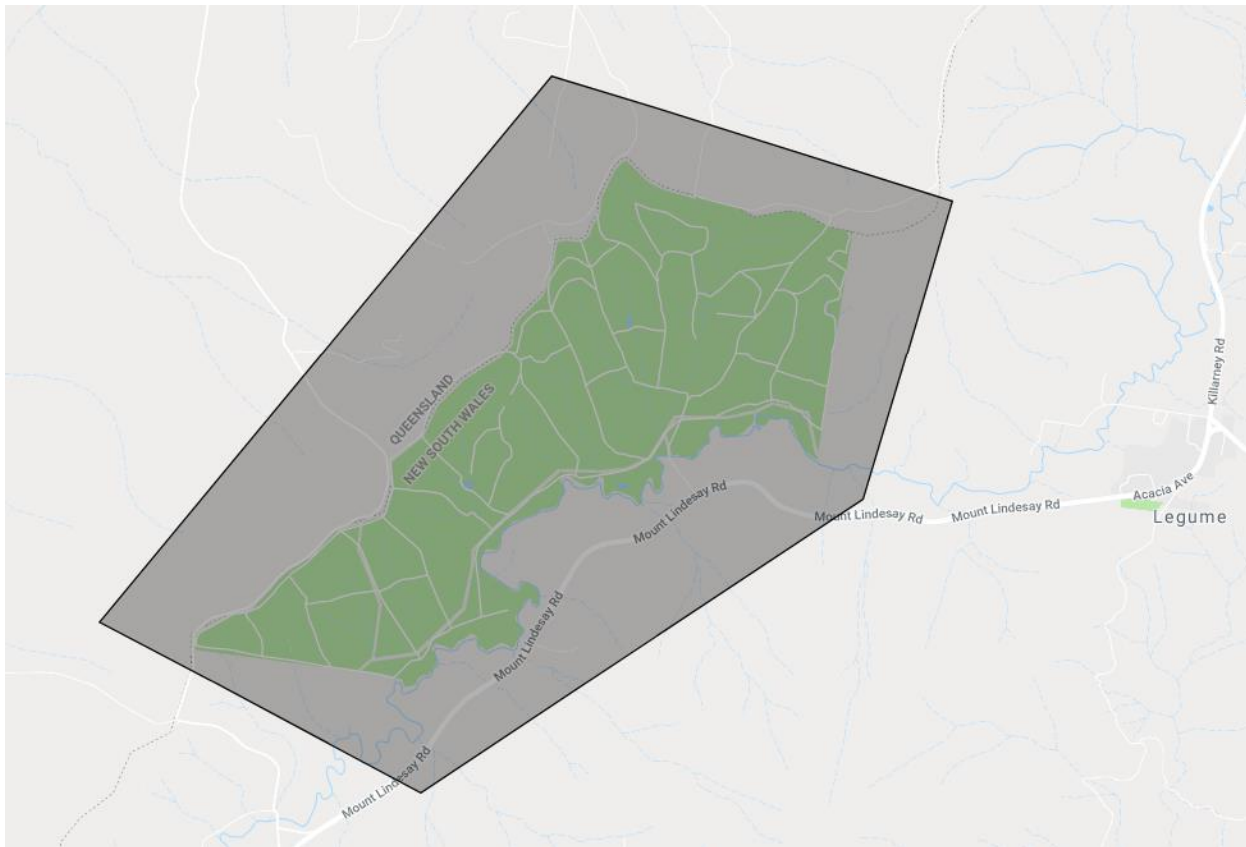 QUEENSLAND
NEW SOUTH WALES
Killarney Rd
Mount Lindesay Rd
Mount Lindesay Rd
Mount Lindesay Rd
Acacia Ave
Legume
Mount Lindesay Rd
Mount Lindesay Rd